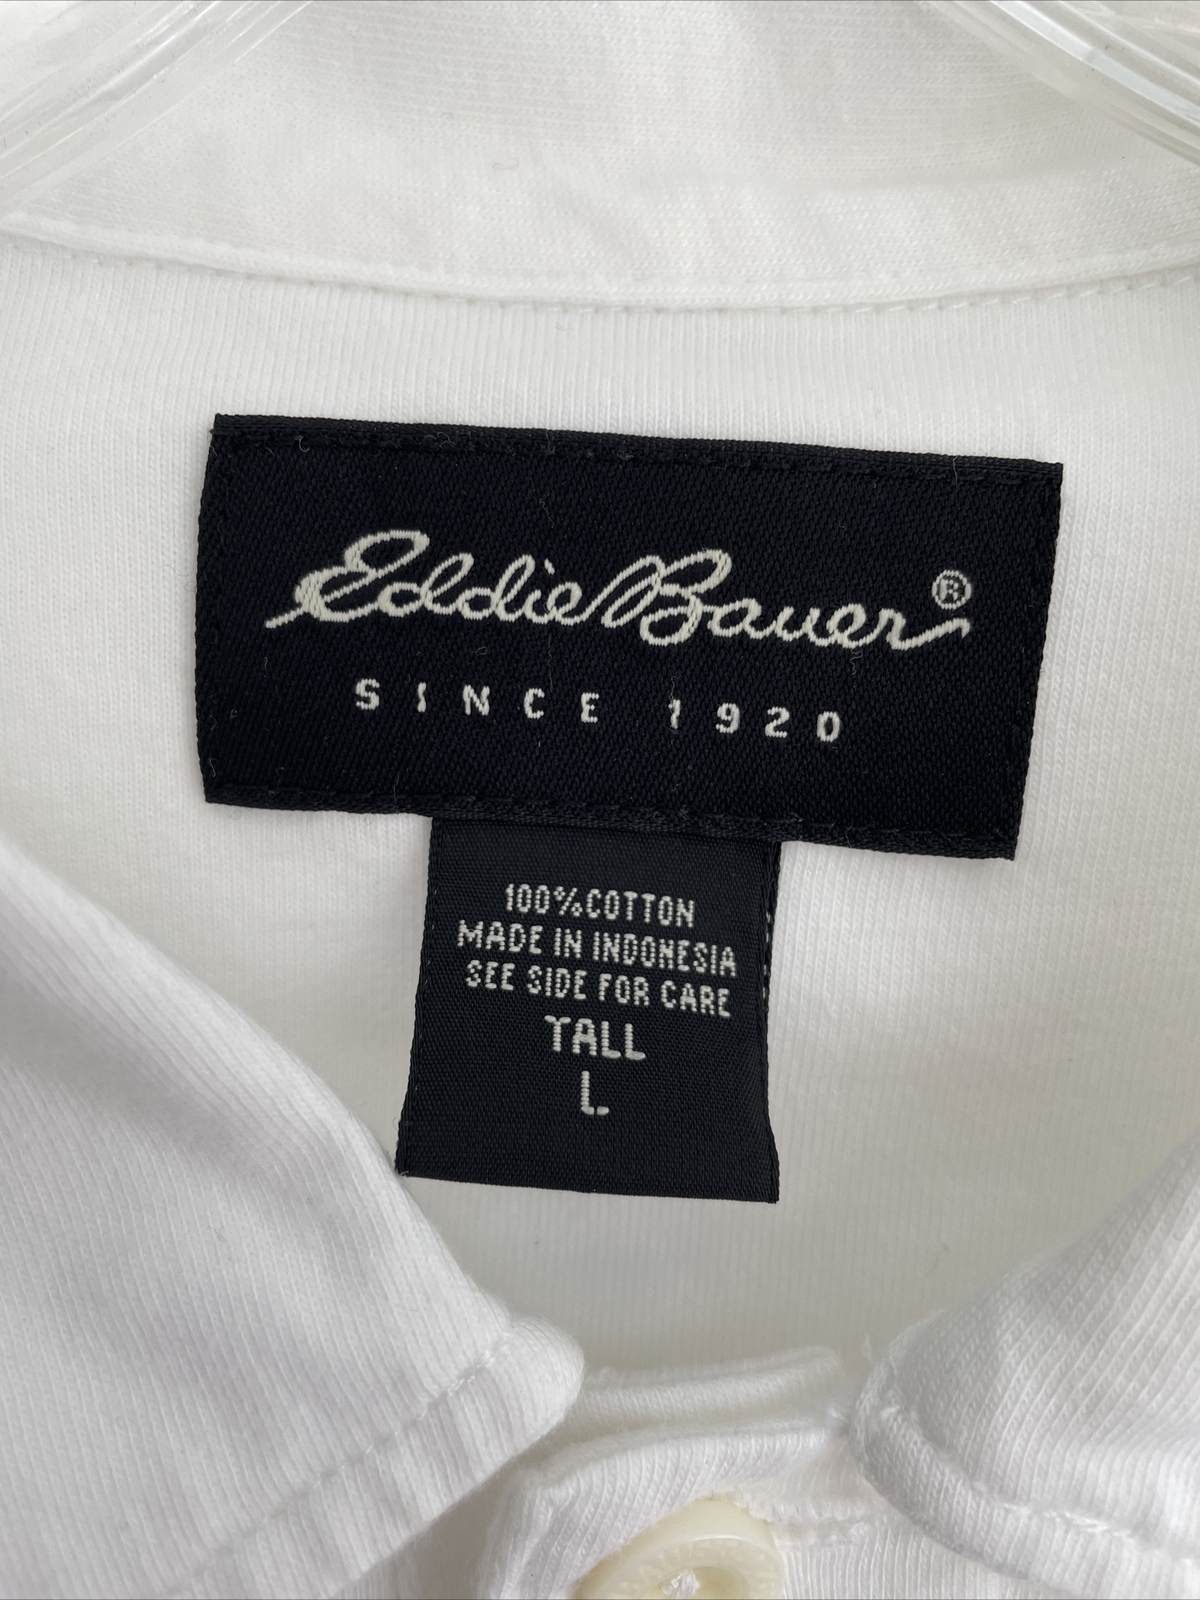 Eddie Bauer®
SINCE 1920
100% COTTON
MADE IN INDONESIA
SEE SIDE FOR CARE
TALL
L